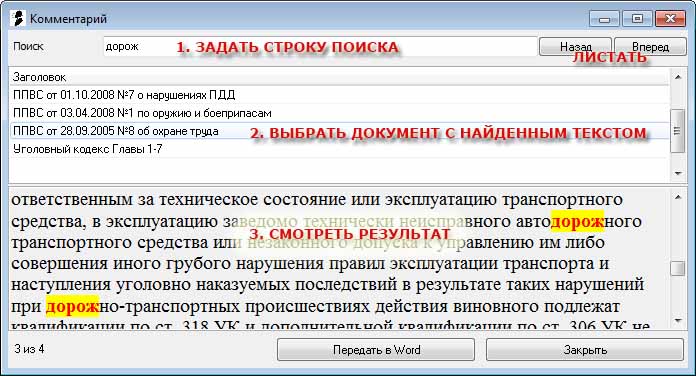 Комментарий
Поиск дорож 1. ЗАДАТЬ СТРОКУ ПОИСКА Назад Вперед
ЛИСТАТЬ
Заголовок
ППВС от 01.10.2008 №7 о нарушениях ПДД
ППВС от 03.04.2008 №1 по оружию и боеприпасам
ППВС от 28.09.2005 №8 об охране труда 2. ВЫБРАТЬ ДОКУМЕНТ С НАЙДЕННЫМ ТЕКСТОМ
Уголовный кодекс Главы 1-7
ответственным за техническое состояние или эксплуатацию транспортного
средства, в эксплуатацию заведомо технически неисправного автодорожного
транспортного средства или незаконного допуска к управлению им либо
3. СМОТРЕТЬ РЕЗУЛЬТАТ
совершения иного грубого нарушения правил эксплуатации транспорта и
наступления уголовно наказуемых последствий в результате таких нарушений
при дорожно-транспортных происшествиях действия виновного подлежат
квалификации по ст. 318 УК и дополнительной квалификации по ст. 306 УК не
3 из 4 Передать в Word Закрыть